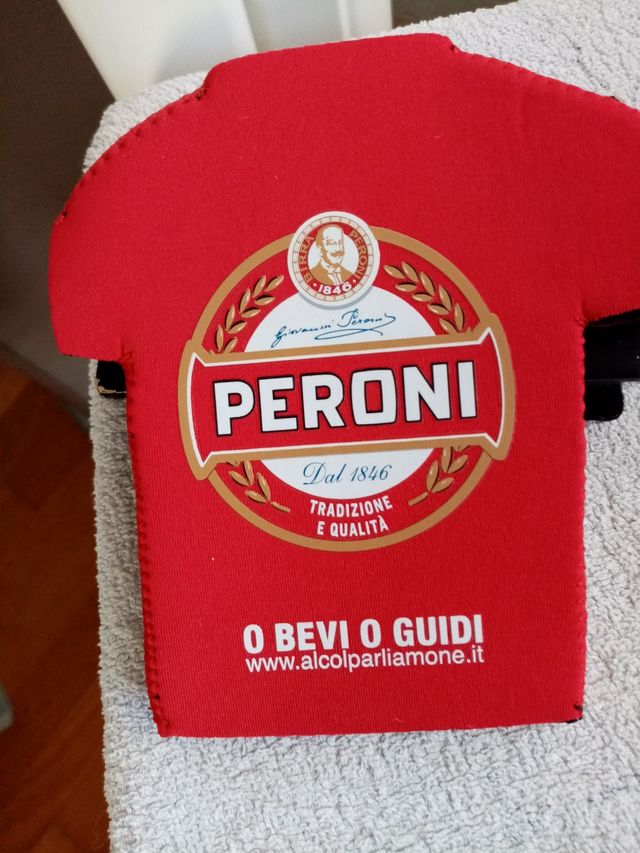 BIRRA PERONI
· 1846 ·
Giovanni Peroni
PERONI
Dal 1846
TRADIZIONE
E QUALITÀ
O BEVI O GUIDI
www.alcolparliamone.it